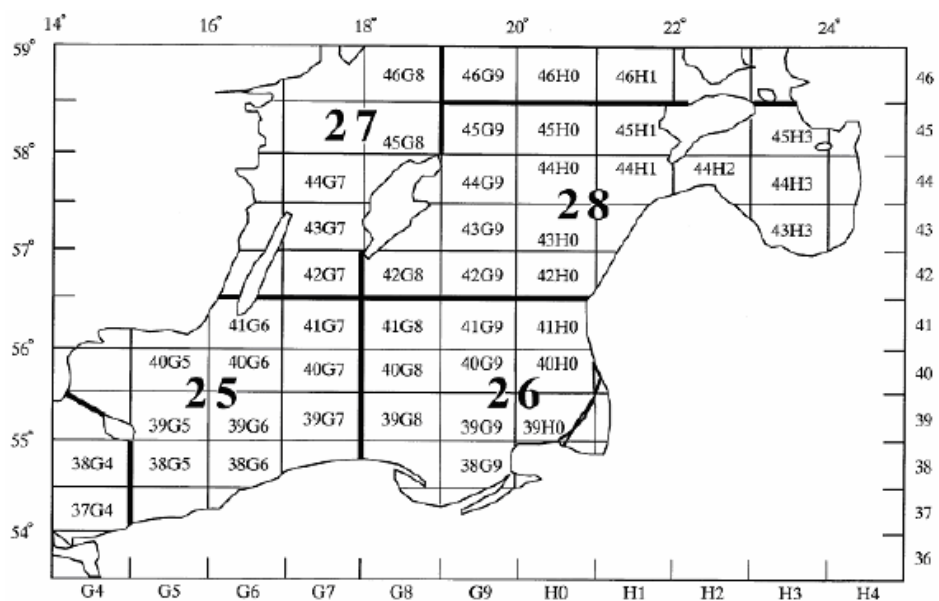 14° 16° 18° 20° 22° 24°
59°
46G8 46G9 46H0 46H1 46
27
45G8 45G9 45H0 45H1 45H3 45
58°
44G7 44G9 44H0 44H1 44H2 44H3 44
28
43G7 43G9 43H0 43H3 43
57°
42G7 42G8 42G9 42H0 42
41G6 41G7 41G8 41G9 41H0 41
56°
40G5 40G6 40G7 40G8 40G9 40H0 40
25 26
39G5 39G6 39G7 39G8 39G9 39H0 39
55°
38G4 38G5 38G6 38G9 38
37G4 37
54°
36
G4 G5 G6 G7 G8 G9 H0 H1 H2 H3 H4